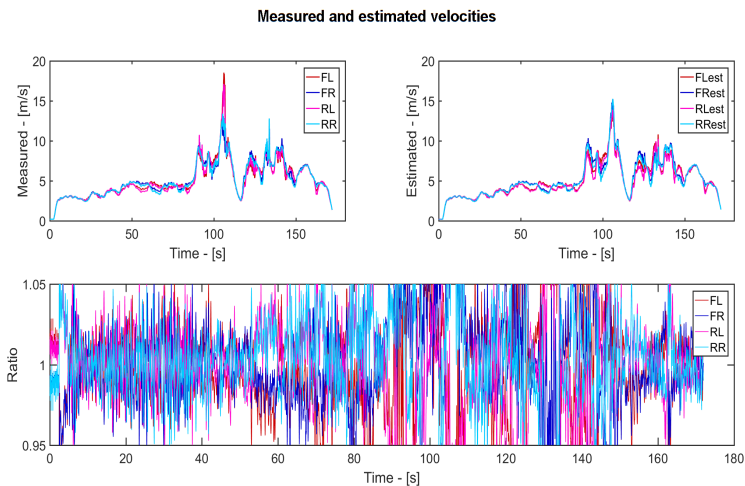 Measured and estimated velocities
20
15
10
5
0
0 50 100 150
Measured - [m/s]
Time - [s]
FL
FR
RL
RR
20
15
10
5
0
0 50 100 150
Estimated - [m/s]
Time - [s]
FLest
FRest
RLest
RRest
1.05
1
0.95
0 20 40 60 80 100 120 140 160 180
Ratio
Time - [s]
FL
FR
RL
RR